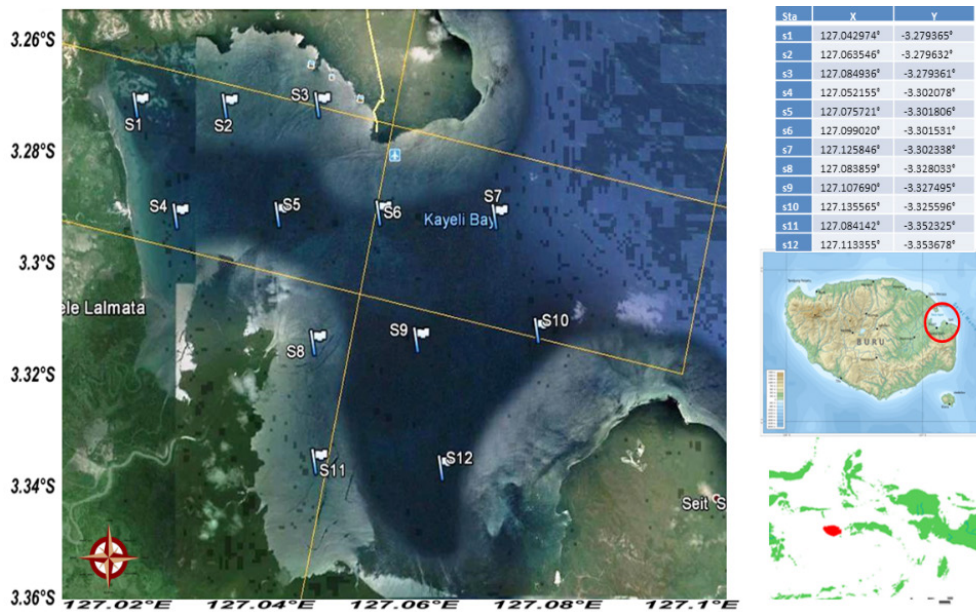 3.26°S
3.28°S
3.3°S
3.32°S
3.34°S
3.36°S
127.02°E 127.04°E 127.06°E 127.08°E 127.1°E
S1
S2
S3
S4
S5
S6
S7
Kayeli Bay
ele Lalmata
S8
S9
S10
S11
S12
Seit S
Sta X Y
s1 127.042974° -3.279365°
s2 127.063546° -3.279632°
s3 127.084936° -3.279361°
s4 127.052155° -3.302078°
s5 127.075721° -3.301806°
s6 127.099020° -3.301531°
s7 127.125846° -3.302338°
s8 127.083859° -3.328033°
s9 127.107690° -3.327495°
s10 127.135565° -3.325596°
s11 127.084142° -3.352325°
s12 127.113355° -3.353678°
BURU